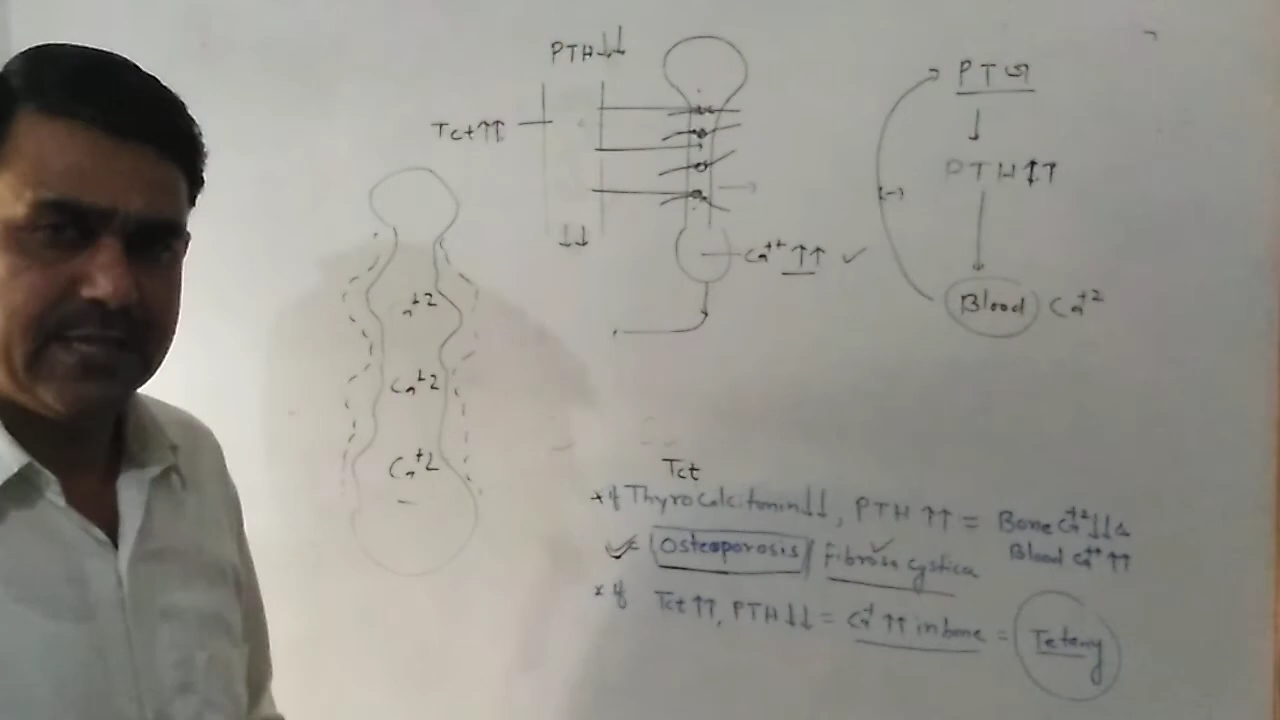 PTH↓↓
Tct↑↑
↓↓
Ca++ ↑↑ ✓
Ca+2
Ca+2
Ca+2
PTG
↓
PTH↑↑
(-)
Blood Ca+2
Tct
*if Thyrocalcitonin↓↓, PTH ↑↑ = Bone Ca+2↓↓
Blood Ca++ ↑↑
= Osteoporosis / Fibrosa cystica
*if Tct ↑↑, PTH↓↓ = Ca+ ↑↑ in bone = Teteny